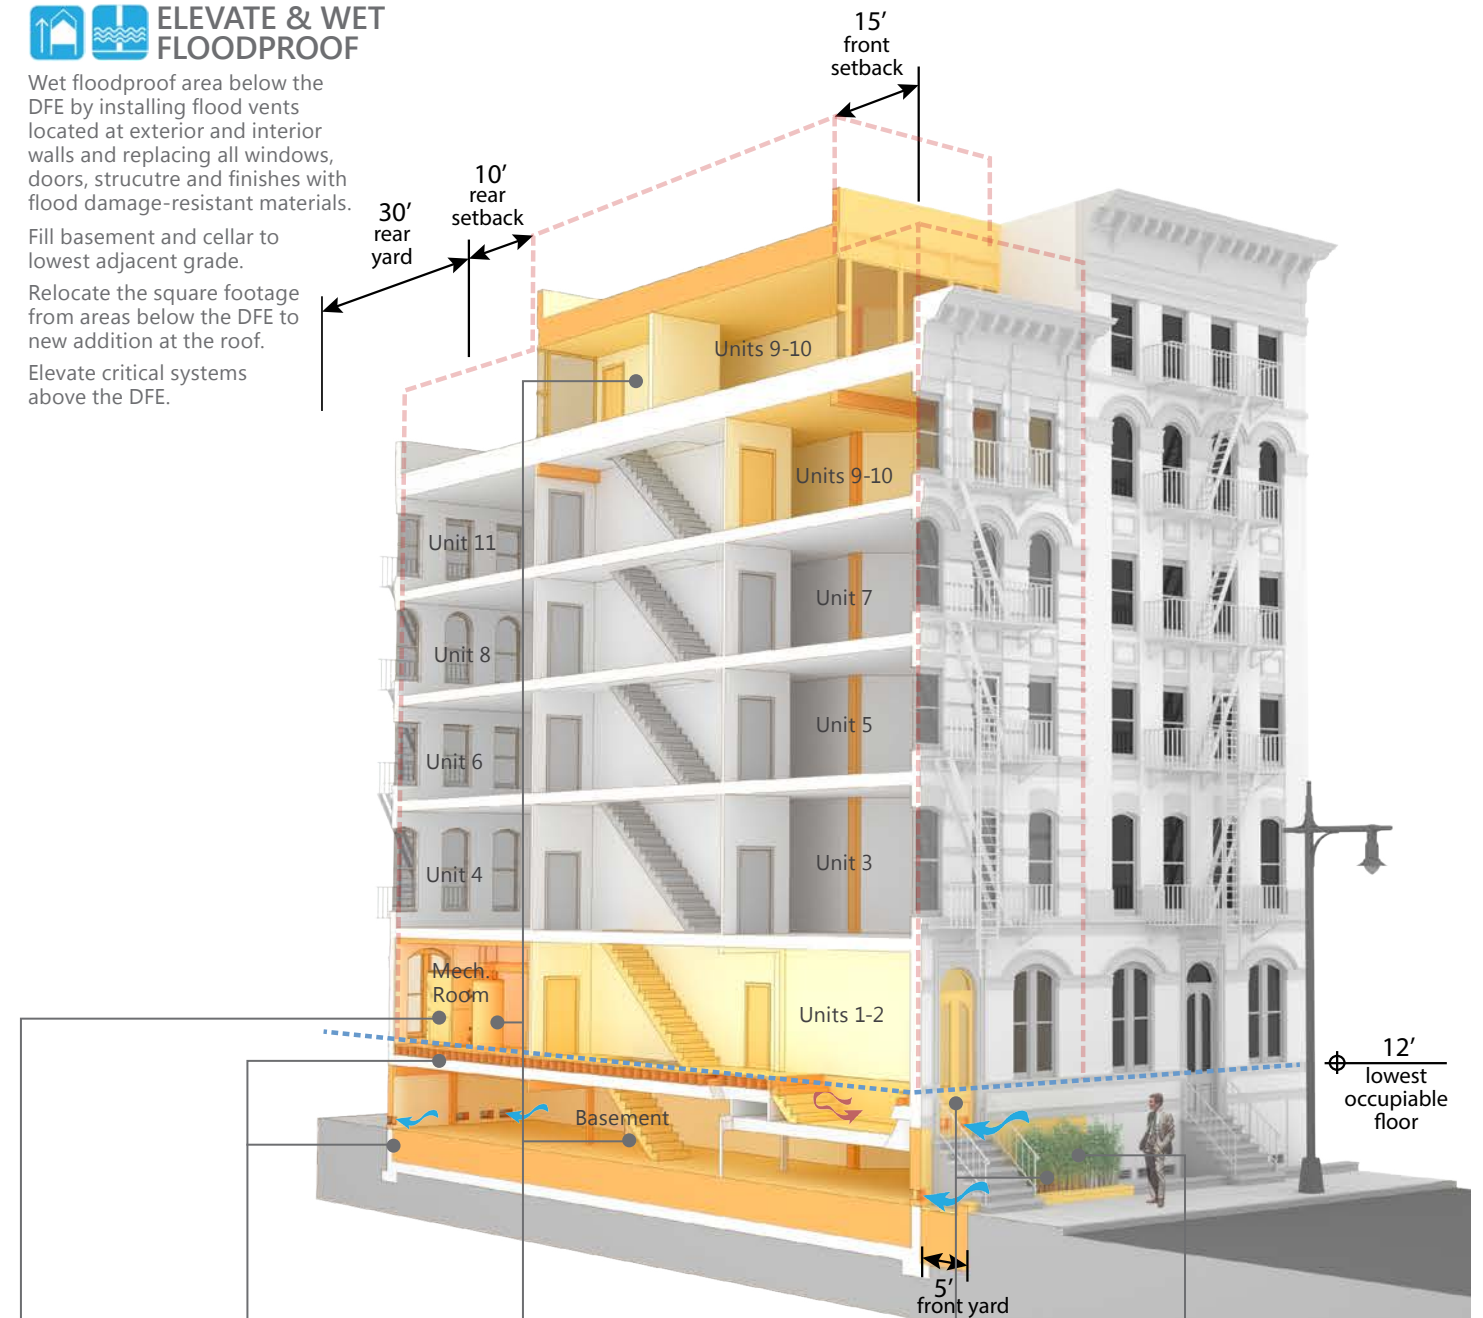 ELEVATE & WET
FLOODPROOF
Wet floodproof area below the
DFE by installing flood vents
located at exterior and interior
walls and replacing all windows,
doors, strucutre and finishes with
flood damage-resistant materials.
Fill basement and cellar to
lowest adjacent grade.
Relocate the square footage
from areas below the DFE to
new addition at the roof.
Elevate critical systems
above the DFE.
15’
front
setback
10’
rear
setback
30’
rear
yard
Units 9-10
Units 9-10
Unit 11
Unit 7
Unit 8
Unit 5
Unit 6
Unit 3
Unit 4
Mech.
Room
Units 1-2
Basement
12’
lowest
occupiable
floor
5’
front yard